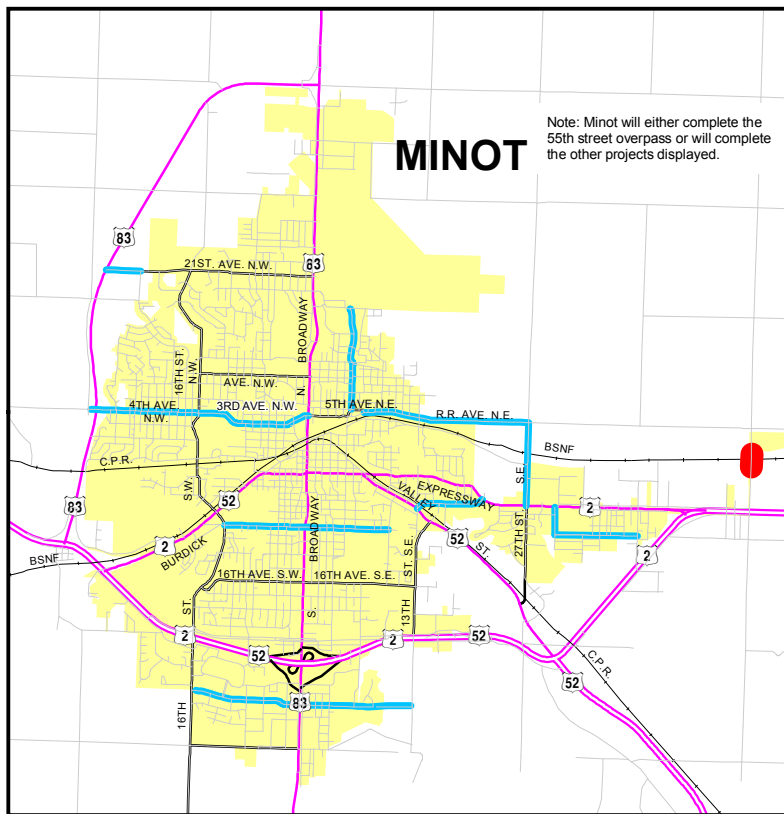 MINOT
Note: Minot will either complete the
55th street overpass or will complete
the other projects displayed.
83
83
21ST. AVE. N.W.
BROADWAY
N.
16TH ST.
N.W.
AVE. N.W.
4TH AVE.
N.W.
3RD AVE. N.W.
5TH AVE.N.E.
R.R. AVE. N.E.
BSNF
C.P.R.
S.W.
S.E.
83
52
VALLEY
EXPRESSWAY
2
27TH ST.
BROADWAY
52
ST.
2
BURDICK
BSNF
16TH AVE. S.W.
16TH AVE. S.E.
ST. S.E.
13TH
2
ST.
S.
2
52
2
52
C.P.R.
52
83
16TH